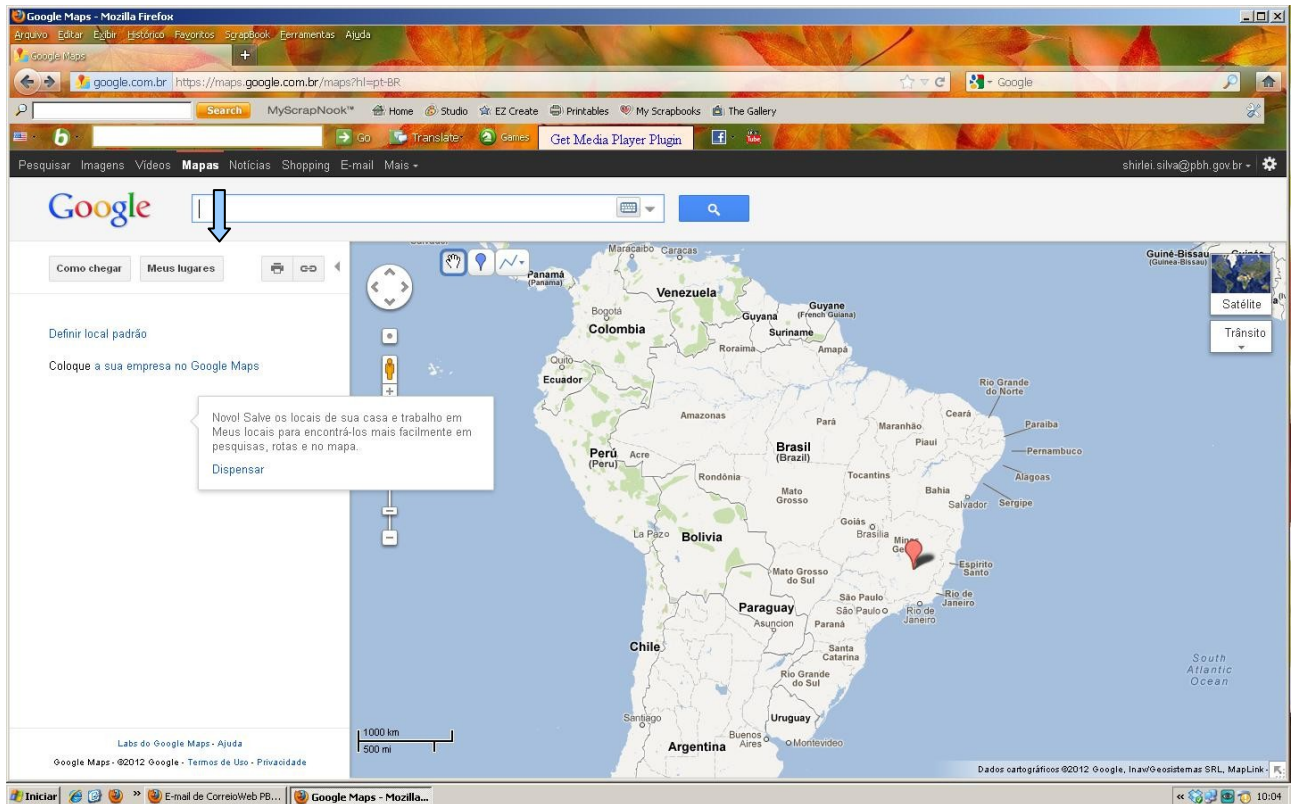 Google Maps - Mozilla Firefox
Arquivo Editar Exibir Histórico Favoritos ScrapBook Ferramentas Ajuda
Google Maps
google.com.br https://maps.google.com.br/maps?hl=pt-BR
Google
Search MyScrapNook™ Home Studio EZ Create Printables My Scrapbooks The Gallery
b Go Translate Games Get Media Player Plugin
Pesquisar Imagens Vídeos Mapas Notícias Shopping E-mail Mais
shirlei.silva@pbh.gov.br
Google
Como chegar Meus lugares
Definir local padrão
Coloque a sua empresa no Google Maps
Novo! Salve os locais de sua casa e trabalho em
Meus locais para encontrá-los mais facilmente em
pesquisas, rotas e no mapa.
Dispensar
Labs do Google Maps - Ajuda
Google Maps - ©2012 Google - Termos de Uso - Privacidade
Maracaibo Caracas
Guiné-Bissau
(Guinea-Bissau)
Panamá
(Panama)
Satélite
Trânsito
Venezuela
Bogotá
Colombia
Guyana
Guyane
(French Guiana)
Suriname
Roraima
Amapá
Quito
Ecuador
Rio Grande
do Norte
Amazonas
Pará
Maranhão
Ceará
Paraíba
Piauí
Pernambuco
Perú
(Peru)
Acre
Brasil
(Brazil)
Rondônia
Tocantins
Alagoas
Mato
Grosso
Bahia
Salvador
Sergipe
Goiás
Brasília
La Paz
Bolivia
Espírito
Santo
Mato Grosso
do Sul
São Paulo
São Paulo
Rio de
Janeiro
Rio de
Janeiro
Paraguay
Asuncion
Paraná
Chile
Santa
Catarina
Rio Grande
do Sul
South
Atlantic
Ocean
Santiago
Uruguay
Buenos
Aires
Montevideo
Argentina
1000 km
500 mi
Dados cartográficos ©2012 Google, Inav/Geosistemas SRL, MapLink -
Iniciar E-mail de CorreioWeb PB... Google Maps - Mozilla... 10:04